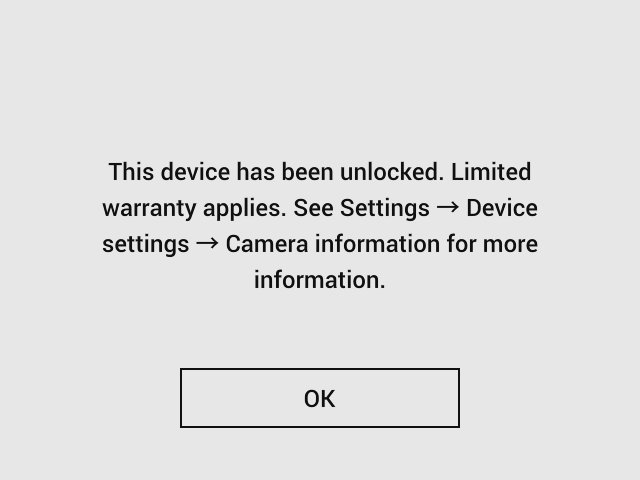 This device has been unlocked. Limited
warranty applies. See Settings → Device
settings → Camera information for more
information.
OK